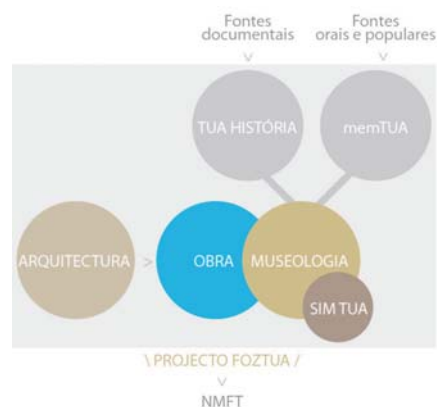 Fontes
documentais
Fontes
orais e populares
TUA HISTÓRIA
memTUA
ARQUITECTURA
>
OBRA
MUSEOLOGIA
SIM TUA
\ PROJECTO FOZTUA /
NMFT